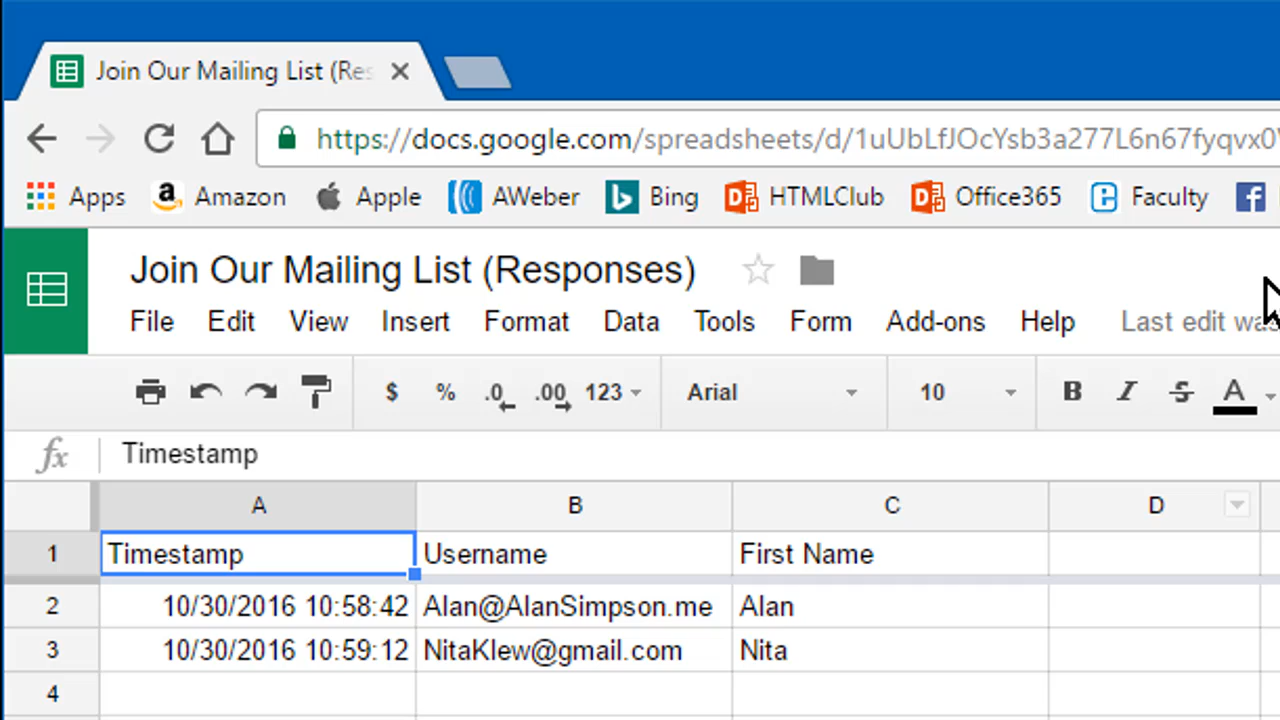 Join Our Mailing List (Res
https://docs.google.com/spreadsheets/d/1uUbLfJOcYsb3a277L6n67fyqvx0
Apps Amazon Apple AWeber Bing HTMLClub Office365 Faculty
Join Our Mailing List (Responses)
File Edit View Insert Format Data Tools Form Add-ons Help Last edit was
$ % .0 .00 123 Arial 10 B I S A
fx Timestamp
A B C D
1 Timestamp Username First Name
2 10/30/2016 10:58:42 Alan@AlanSimpson.me Alan
3 10/30/2016 10:59:12 NitaKlew@gmail.com Nita
4